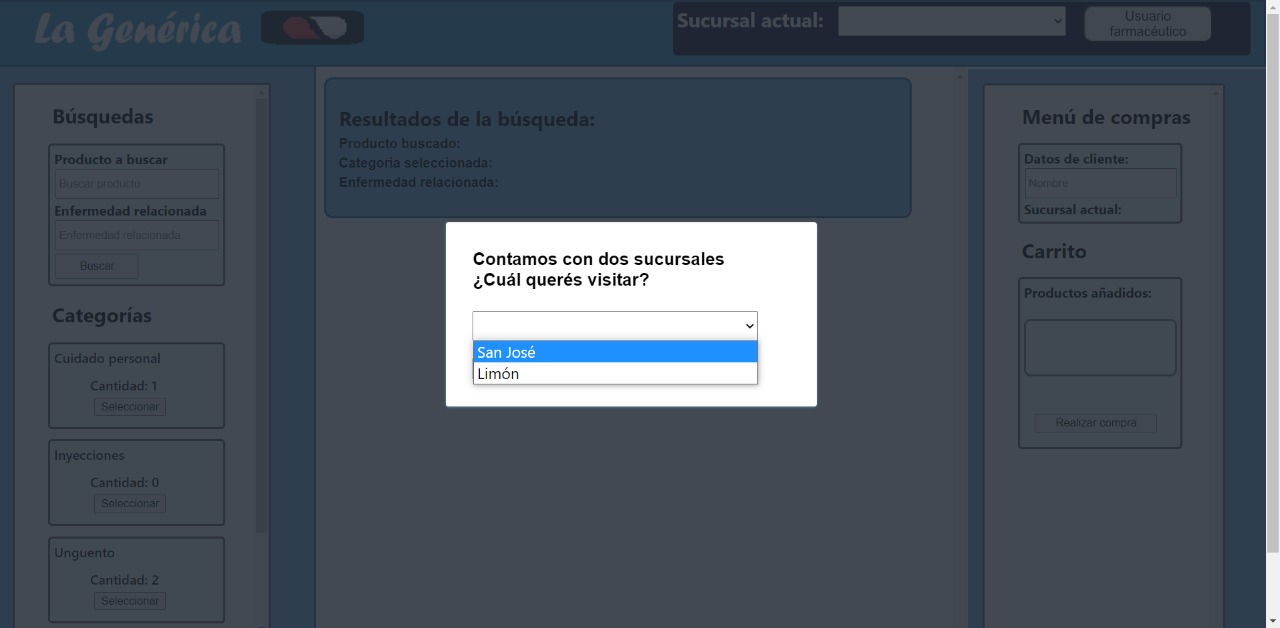 La Genérica
Sucursal actual:
Usuario
farmacéutico
Búsquedas
Producto a buscar
Buscar producto
Enfermedad relacionada
Enfermedad relacionada
Buscar
Categorías
Cuidado personal
Cantidad: 1
Seleccionar
Inyecciones
Cantidad: 0
Seleccionar
Unguento
Cantidad: 2
Seleccionar
Resultados de la búsqueda:
Producto buscado:
Categoria seleccionada:
Enfermedad relacionada:
Contamos con dos sucursales
¿Cuál querés visitar?
San José
Limón
Menú de compras
Datos de cliente:
Nombre
Sucursal actual:
Carrito
Productos añadidos:
Realizar compra